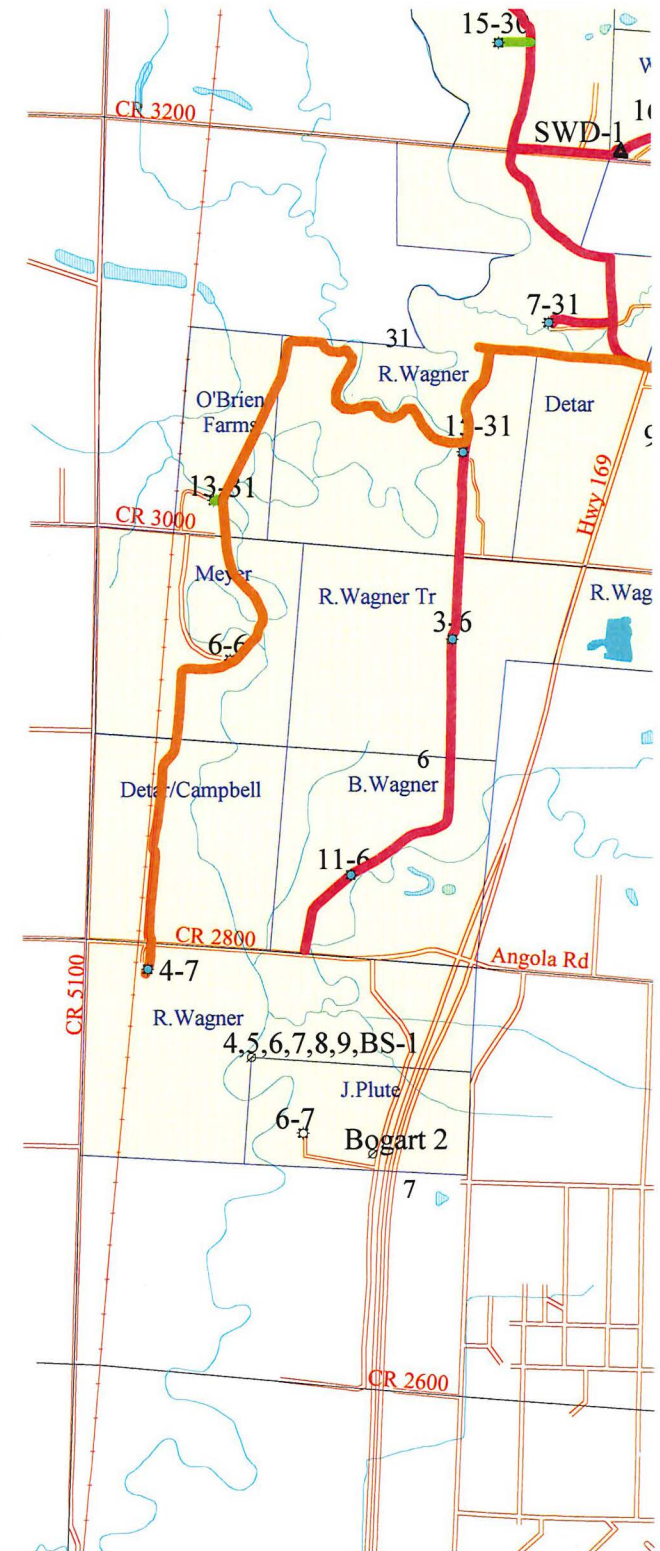 15-30
W
CR 3200
SWD-1
7-31
31
R.Wagner
O'Brien
Farms
Detar
13-31
Hwy 169
CR 3000
Meyer
R.Wagner Tr
R.Wag
3-6
6-6
6
Detar/Campbell
B.Wagner
11-6
CR 2800
Angola Rd
CR 5100
4-7
R.Wagner
4,5,6,7,8,9,BS-1
J.Plute
6-7
Bogart 2
7
CR 2600